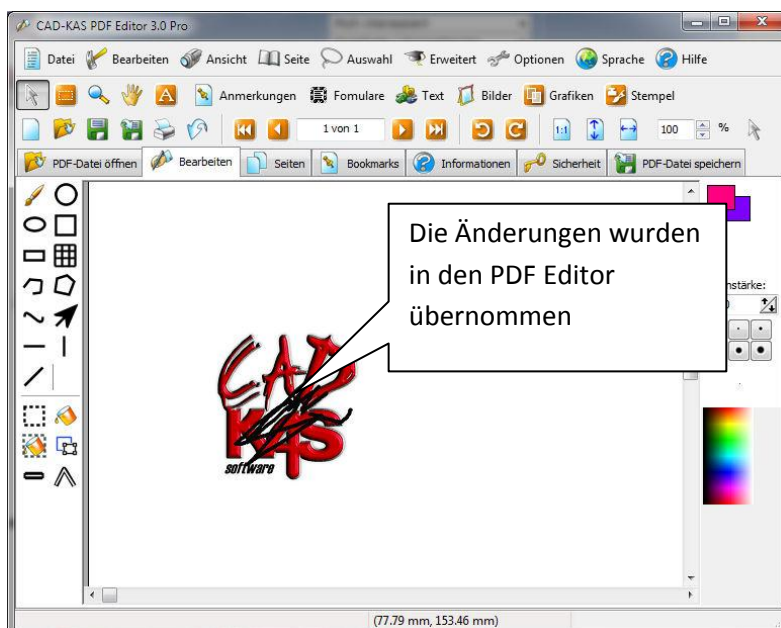 CAD-KAS PDF Editor 3.0 Pro
Datei Bearbeiten Ansicht Seite Auswahl Erweitert Optionen Sprache Hilfe
Anmerkungen Fomulare Text Bilder Grafiken Stempel
1 von 1 1:1 100 %
PDF-Datei öffnen Bearbeiten Seiten Bookmarks Informationen Sicherheit PDF-Datei speichern
Die Änderungen wurden
in den PDF Editor
übernommen
nstärke:
CAD
KAS
software
(77.79 mm, 153.46 mm)